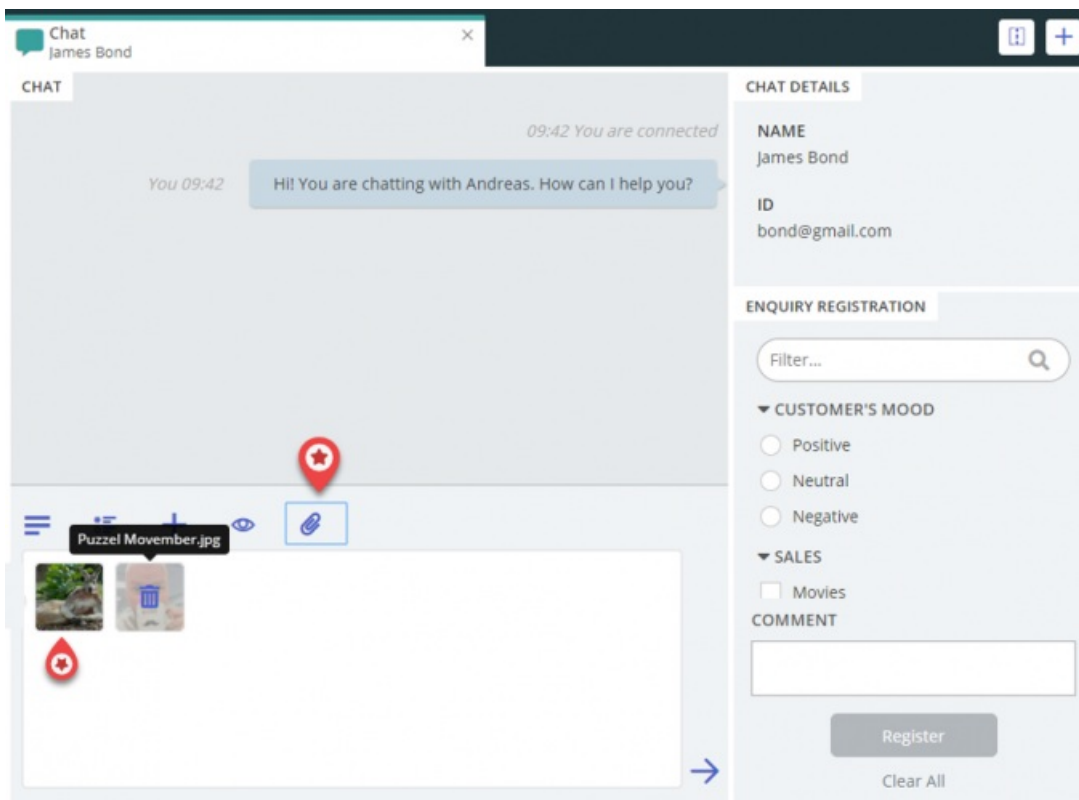 Chat
James Bond
CHAT
09:42 You are connected
You 09:42
Hi! You are chatting with Andreas. How can I help you?
Puzzel Movember.jpg
CHAT DETAILS
NAME
James Bond
ID
bond@gmail.com
ENQUIRY REGISTRATION
Filter...
CUSTOMER'S MOOD
Positive
Neutral
Negative
SALES
Movies
COMMENT
Register
Clear All